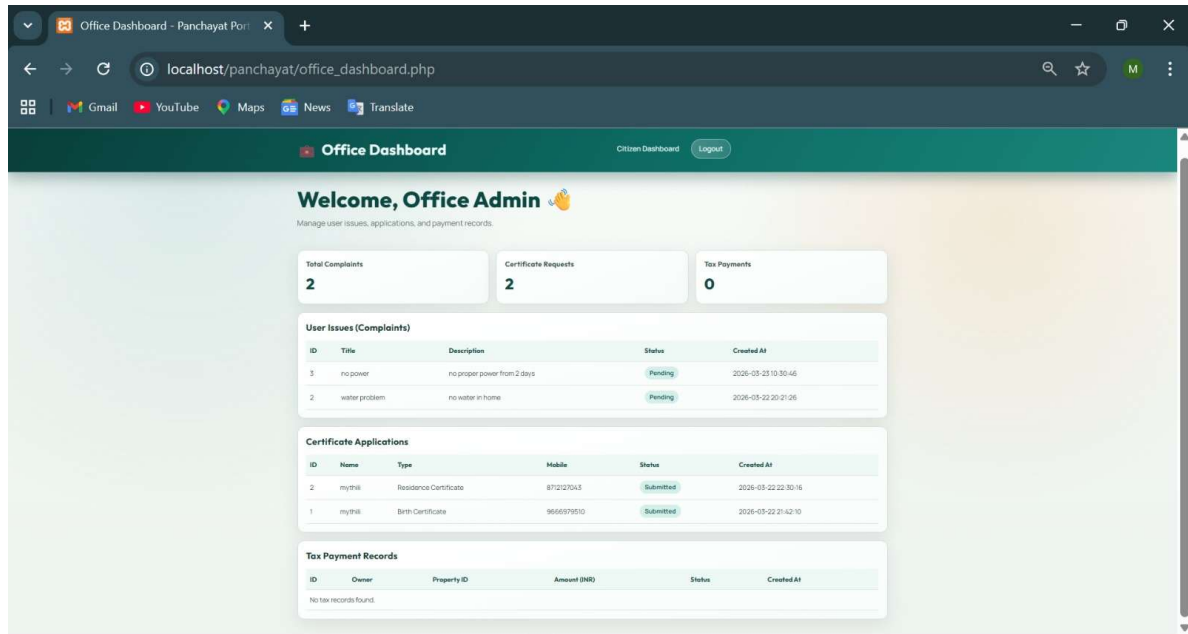 Office Dashboard - Panchayat Port
localhost/panchayat/office_dashboard.php
M
Gmail YouTube Maps News Translate
Office Dashboard Citizen Dashboard Logout
Welcome, Office Admin
Manage user issues, applications, and payment records.
Total Complaints Certificate Requests Tax Payments
2 2 0
User Issues (Complaints)
ID Title Description Status Created At
3 no power no proper power from 2 days Pending 2026-03-23 10:30:46
2 water problem no water in home Pending 2026-03-22 20:21:26
Certificate Applications
ID Name Type Mobile Status Created At
2 mythili Residence Certificate 8712127043 Submitted 2026-03-22 22:30:16
1 mythili Birth Certificate 9666979510 Submitted 2026-03-22 21:42:10
Tax Payment Records
ID Owner Property ID Amount (INR) Status Created At
No tax records found.